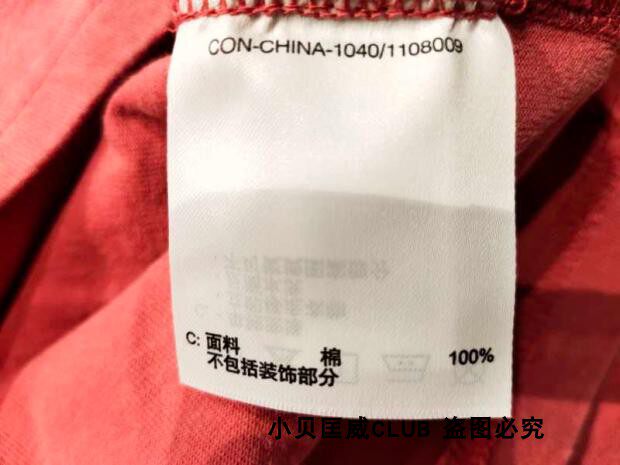 CON-CHINA-1040/1108009
C: 面料 棉 100%
不包括装饰部分
小贝匡威CLUB 盗图必究